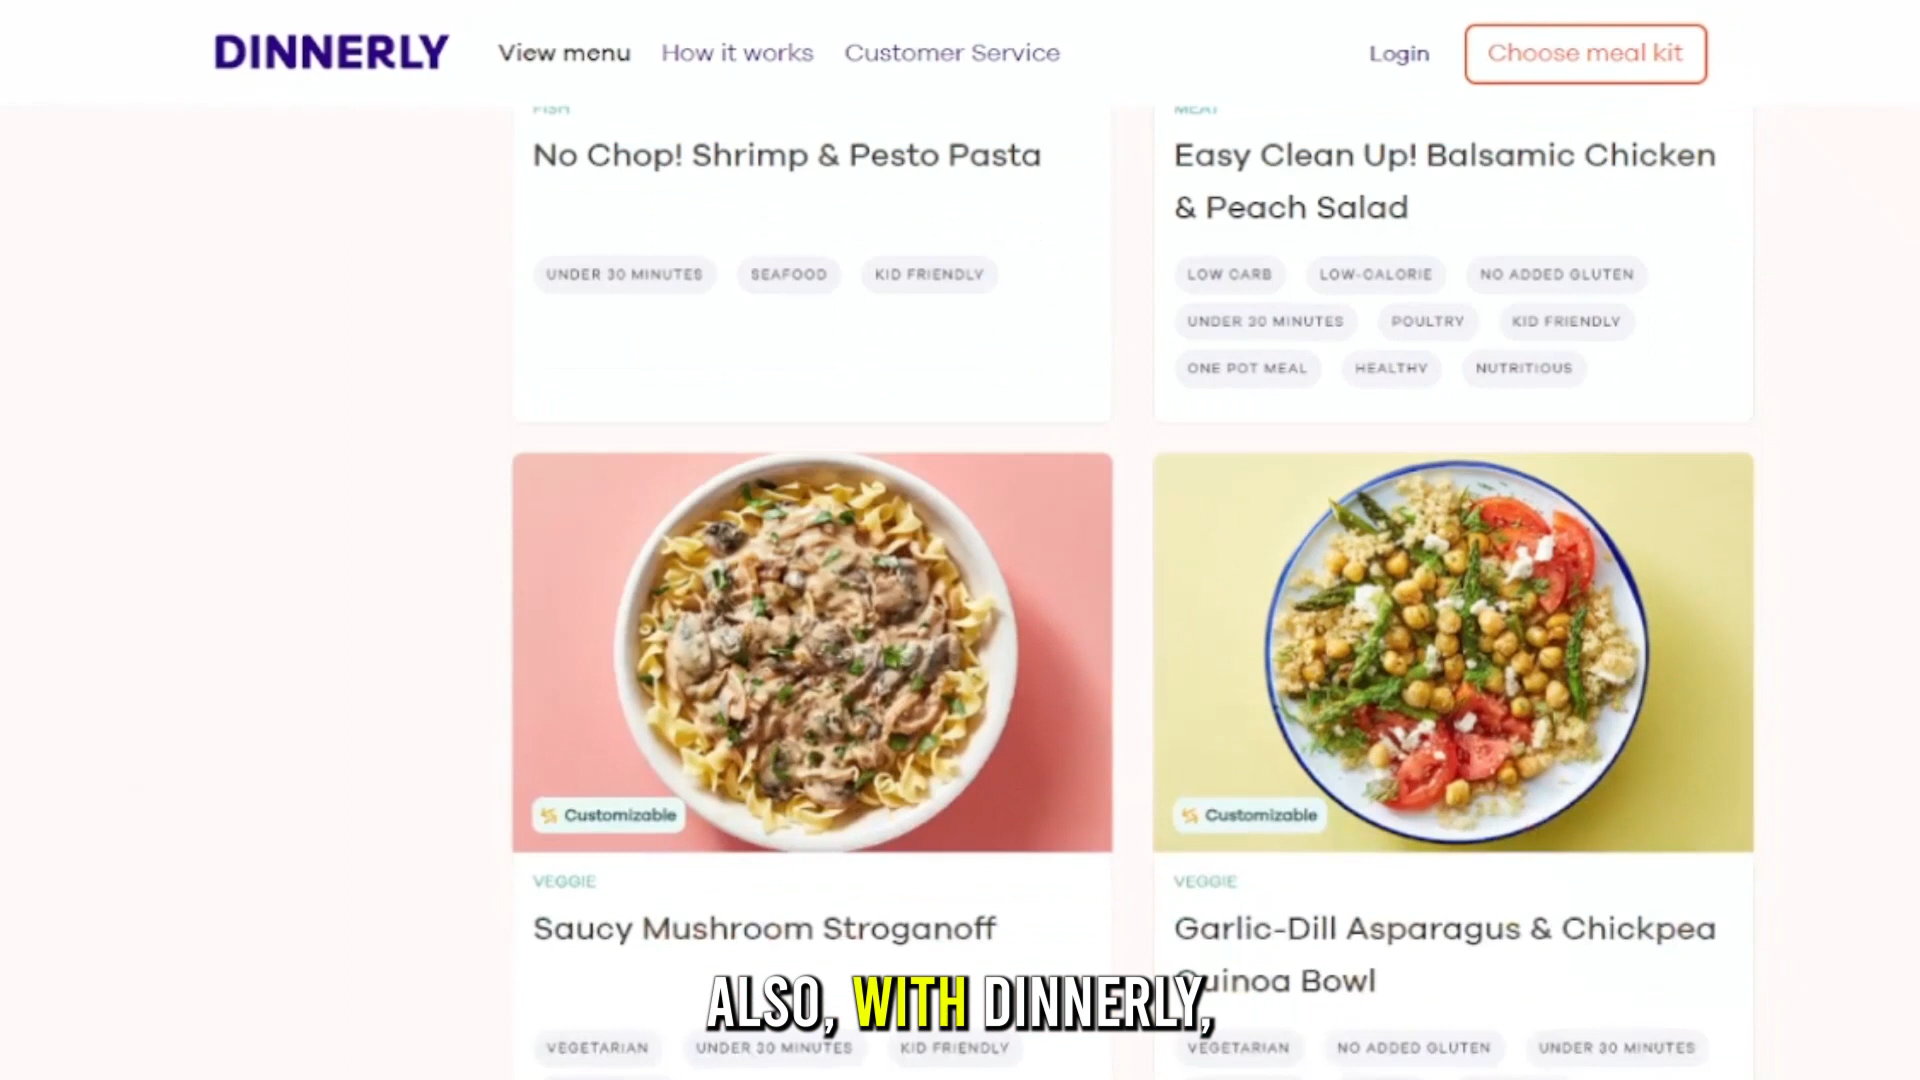 DINNERLY
View menu
How it works
Customer Service
Login
Choose meal kit
FISH
No Chop! Shrimp & Pesto Pasta
UNDER 30 MINUTES
SEAFOOD
KID FRIENDLY
MEAT
Easy Clean Up! Balsamic Chicken
& Peach Salad
LOW CARB
LOW-CALORIE
NO ADDED GLUTEN
UNDER 30 MINUTES
POULTRY
KID FRIENDLY
ONE POT MEAL
HEALTHY
NUTRITIOUS
Customizable
VEGGIE
Saucy Mushroom Stroganoff
VEGETARIAN
UNDER 30 MINUTES
KID FRIENDLY
Customizable
VEGGIE
Garlic-Dill Asparagus & Chickpea
Quinoa Bowl
VEGETARIAN
NO ADDED GLUTEN
UNDER 30 MINUTES
ALSO, WITH DINNERLY,